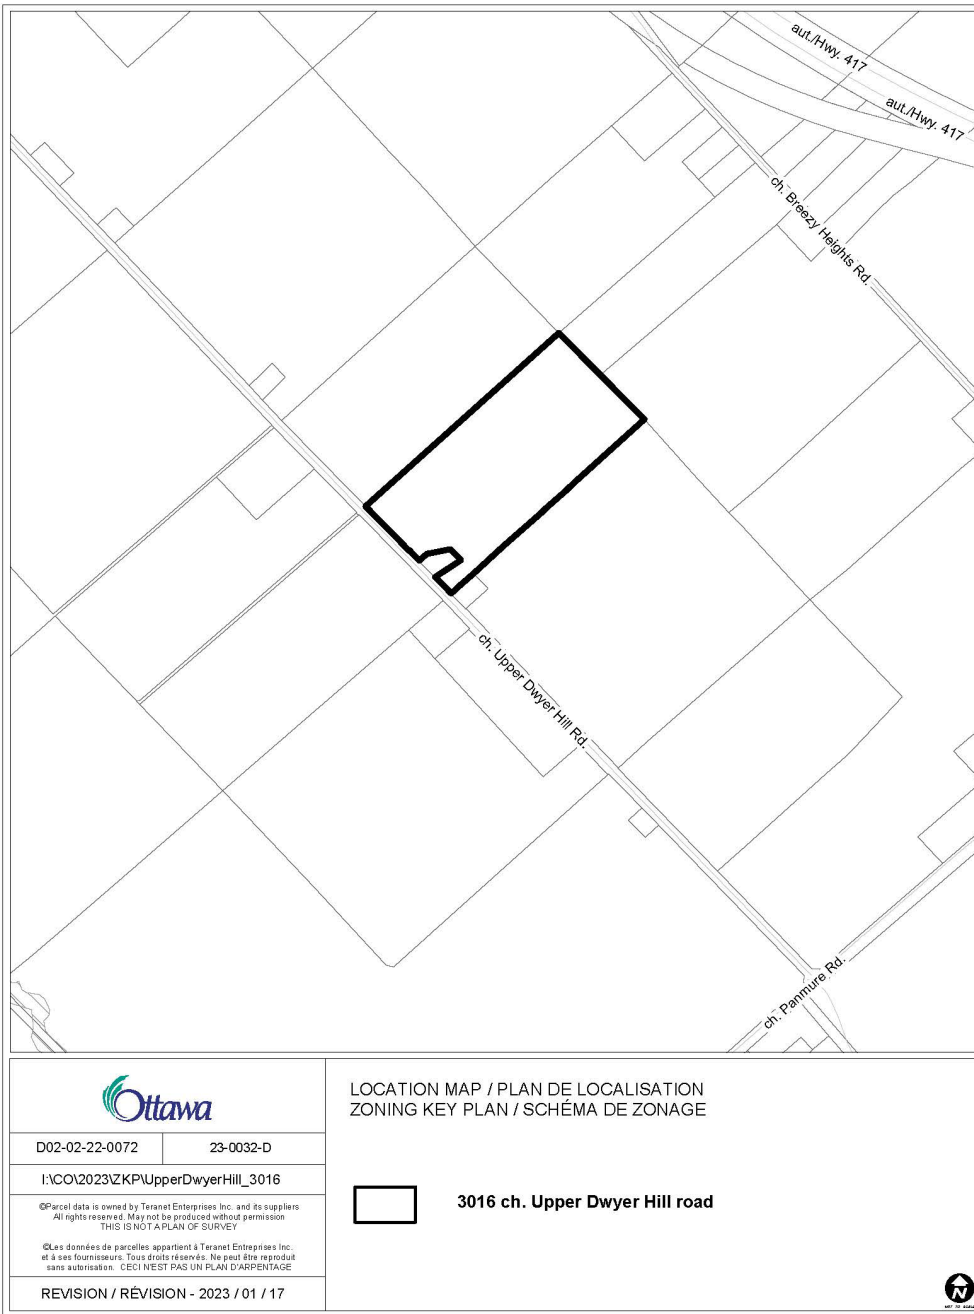 aut./Hwy. 417
aut./Hwy. 417
ch. Breezy Heights Rd.
ch. Upper Dwyer Hill Rd.
ch. Panmure Rd.
Ottawa
D02-02-22-0072
23-0032-D
I:\CO\2023\ZKP\UpperDwyerHill_3016
©Parcel data is owned by Teranet Enterprises Inc. and its suppliers
All rights reserved. May not be produced without permission
THIS IS NOT A PLAN OF SURVEY
©Les données de parcelles appartient à Teranet Entreprises Inc.
et à ses fournisseurs. Tous droits réservés. Ne peut être reproduit
sans autorisation. CECI N'EST PAS UN PLAN D'ARPENTAGE
REVISION / RÉVISION - 2023 / 01 / 17
LOCATION MAP / PLAN DE LOCALISATION
ZONING KEY PLAN / SCHÉMA DE ZONAGE
3016 ch. Upper Dwyer Hill road
N
NOT TO SCALE